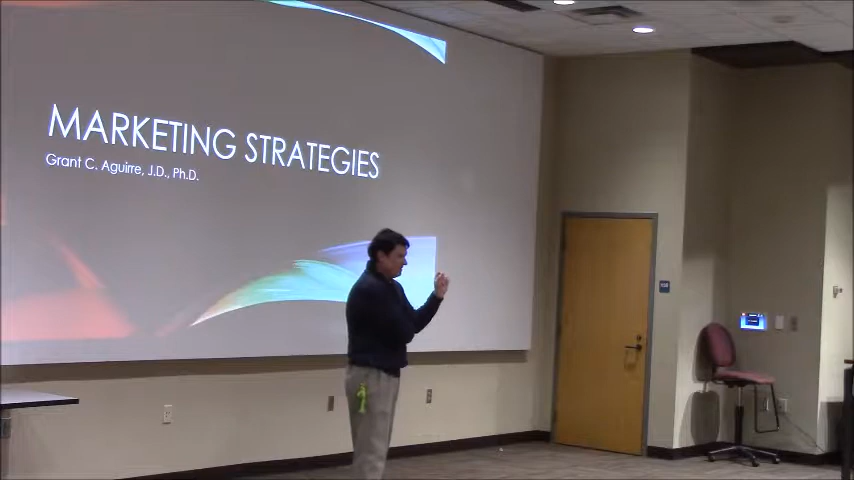 MARKETING STRATEGIES
Grant C. Aguirre, J.D., Ph.D.